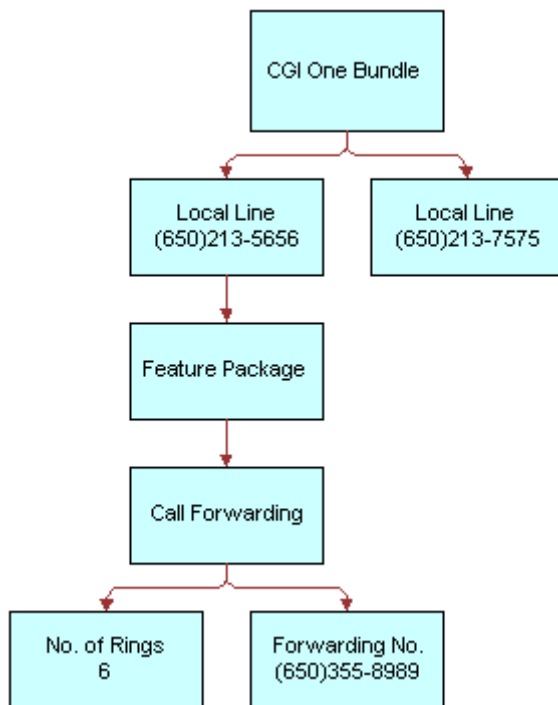 CGI One Bundle
Local Line
(650)213-5656
Local Line
(650)213-7575
Feature Package
Call Forwarding
No. of Rings
6
Forwarding No.
(650)355-8989